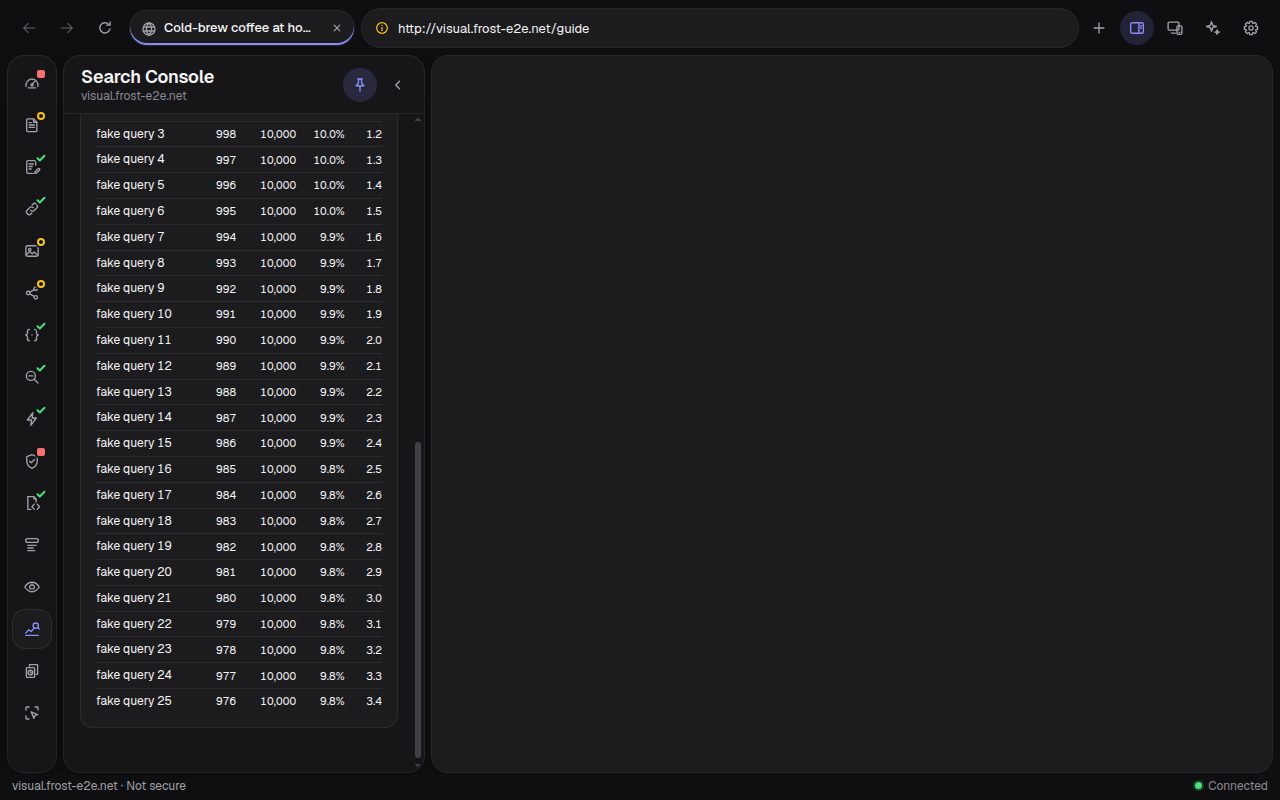 Cold-brew coffee at ho...
http://visual.frost-e2e.net/guide
Search Console
visual.frost-e2e.net
fake query 3 998 10,000 10.0% 1.2
fake query 4 997 10,000 10.0% 1.3
fake query 5 996 10,000 10.0% 1.4
fake query 6 995 10,000 10.0% 1.5
fake query 7 994 10,000 9.9% 1.6
fake query 8 993 10,000 9.9% 1.7
fake query 9 992 10,000 9.9% 1.8
fake query 10 991 10,000 9.9% 1.9
fake query 11 990 10,000 9.9% 2.0
fake query 12 989 10,000 9.9% 2.1
fake query 13 988 10,000 9.9% 2.2
fake query 14 987 10,000 9.9% 2.3
fake query 15 986 10,000 9.9% 2.4
fake query 16 985 10,000 9.8% 2.5
fake query 17 984 10,000 9.8% 2.6
fake query 18 983 10,000 9.8% 2.7
fake query 19 982 10,000 9.8% 2.8
fake query 20 981 10,000 9.8% 2.9
fake query 21 980 10,000 9.8% 3.0
fake query 22 979 10,000 9.8% 3.1
fake query 23 978 10,000 9.8% 3.2
fake query 24 977 10,000 9.8% 3.3
fake query 25 976 10,000 9.8% 3.4
visual.frost-e2e.net · Not secure
Connected